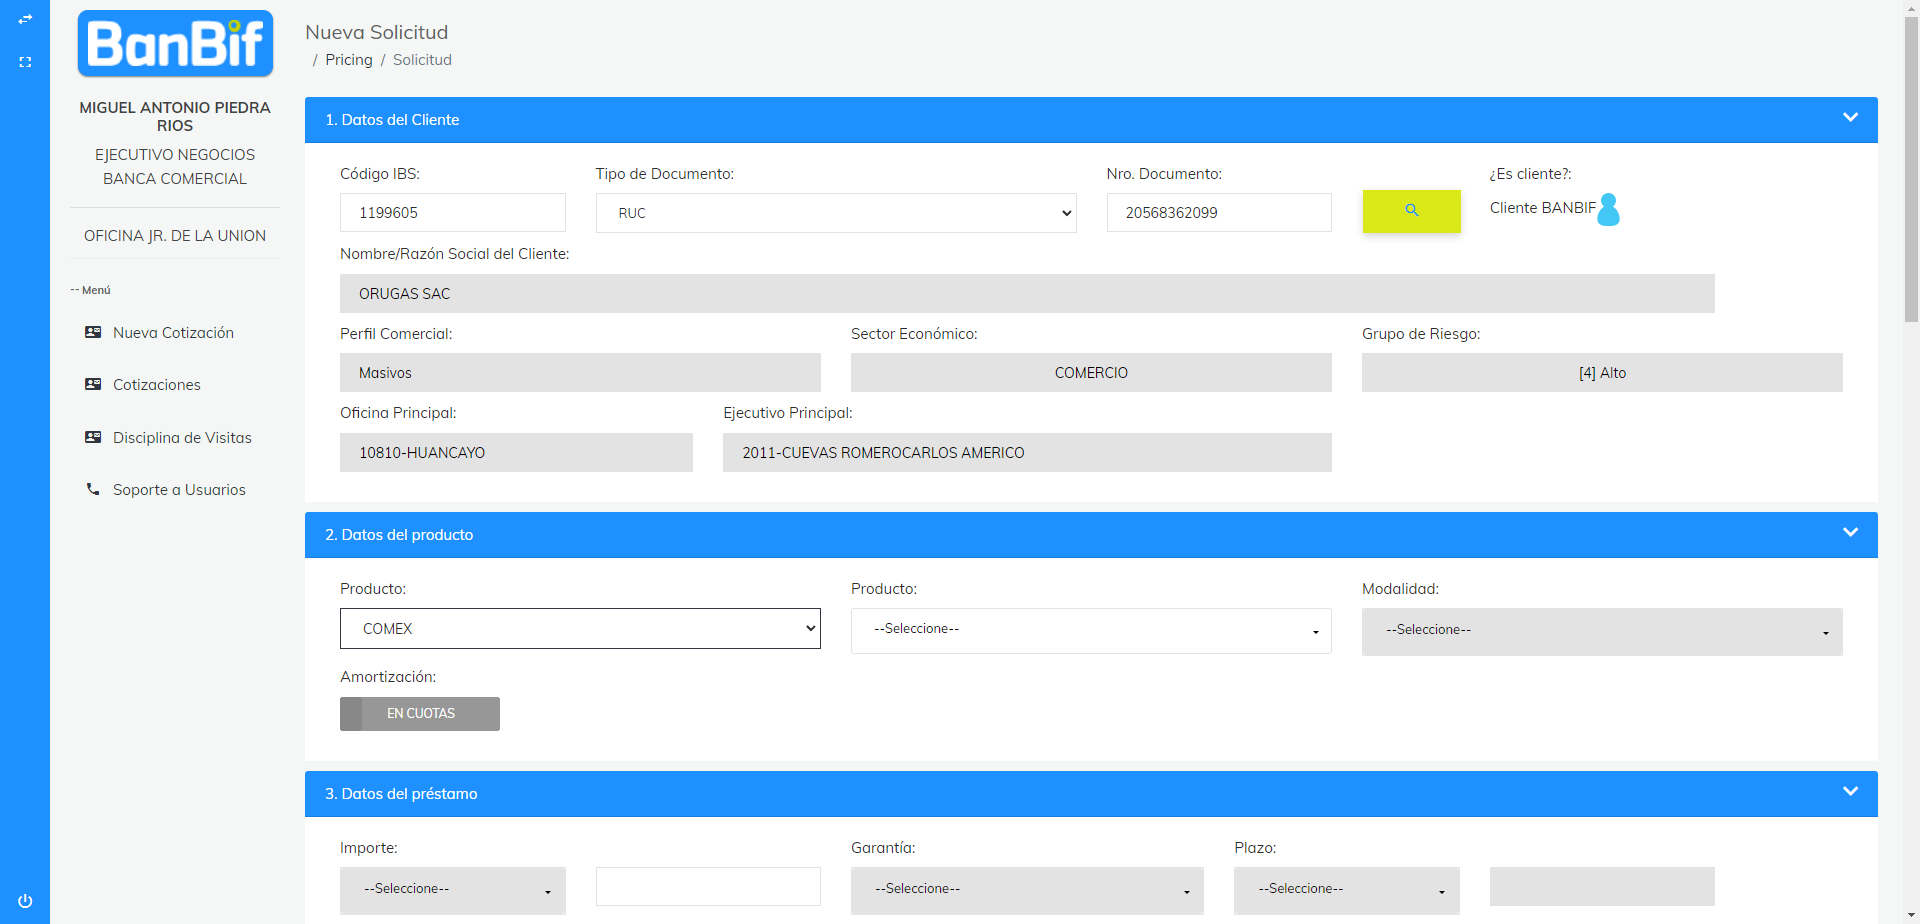 BanBif
MIGUEL ANTONIO PIEDRA
RIOS
EJECUTIVO NEGOCIOS
BANCA COMERCIAL
OFICINA JR. DE LA UNION
-- Menú
Nueva Cotización
Cotizaciones
Disciplina de Visitas
Soporte a Usuarios
Nueva Solicitud
/ Pricing / Solicitud
1. Datos del Cliente
Código IBS: Tipo de Documento: Nro. Documento: ¿Es cliente?:
1199605 RUC 20568362099 Cliente BANBIF
Nombre/Razón Social del Cliente:
ORUGAS SAC
Perfil Comercial: Sector Económico: Grupo de Riesgo:
Masivos COMERCIO [4] Alto
Oficina Principal: Ejecutivo Principal:
10810-HUANCAYO 2011-CUEVAS ROMEROCARLOS AMERICO
2. Datos del producto
Producto: Producto: Modalidad:
COMEX --Seleccione-- --Seleccione--
Amortización:
EN CUOTAS
3. Datos del préstamo
Importe: Garantía: Plazo:
--Seleccione-- --Seleccione-- --Seleccione--